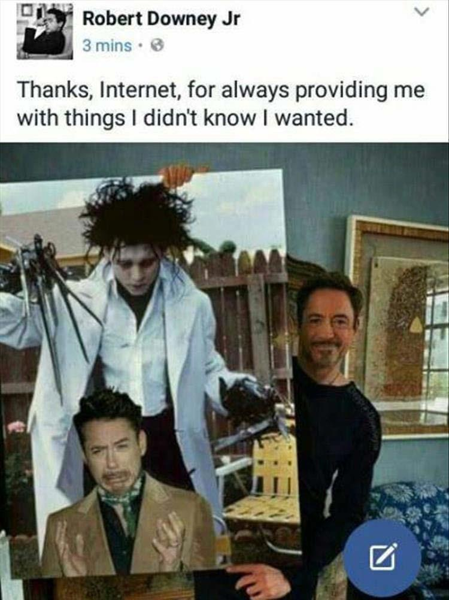 Robert Downey Jr
3 mins ·
Thanks, Internet, for always providing me
with things I didn't know I wanted.